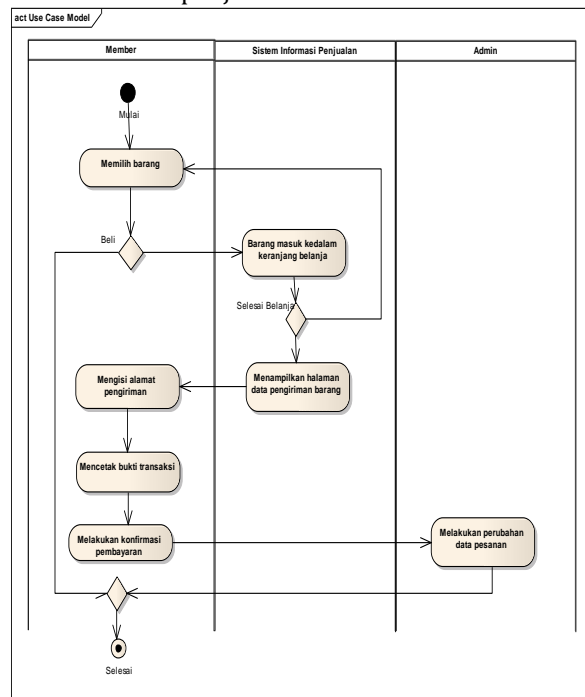 act Use Case Model
Member
Sistem Informasi Penjualan
Admin
Mulai
Memilih barang
Beli
Barang masuk kedalam
keranjang belanja
Selesai Belanja
Mengisi alamat
pengiriman
Menampilkan halaman
data pengiriman barang
Mencetak bukti transaksi
Melakukan konfirmasi
pembayaran
Melakukan perubahan
data pesanan
Selesai